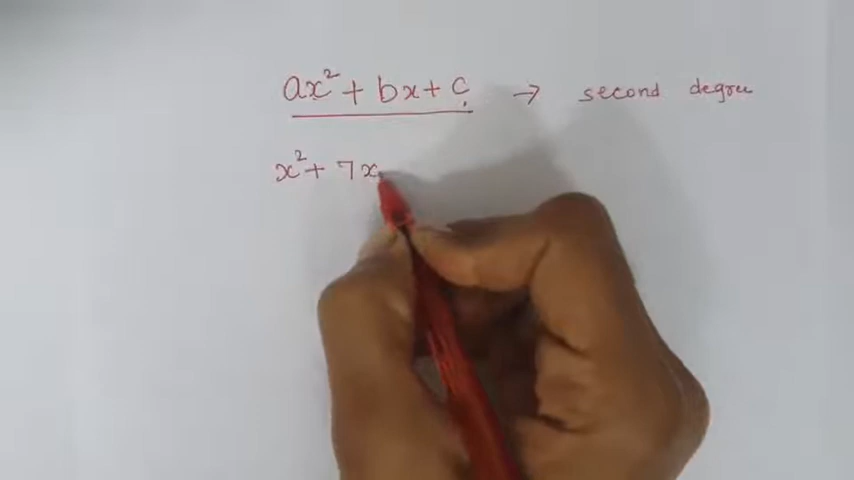 ax² + bx + c → second degree
x² + 7x